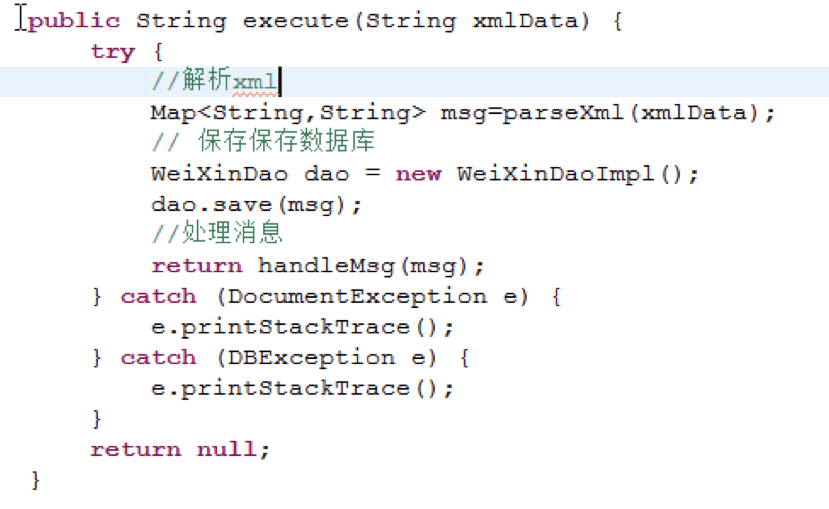 public String execute(String xmlData) {
try {
//解析xml
Map<String,String> msg=parseXml(xmlData);
// 保存保存数据库
WeiXinDao dao = new WeiXinDaoImpl();
dao.save(msg);
//处理消息
return handleMsg(msg);
} catch (DocumentException e) {
e.printStackTrace();
} catch (DBException e) {
e.printStackTrace();
}
return null;
}